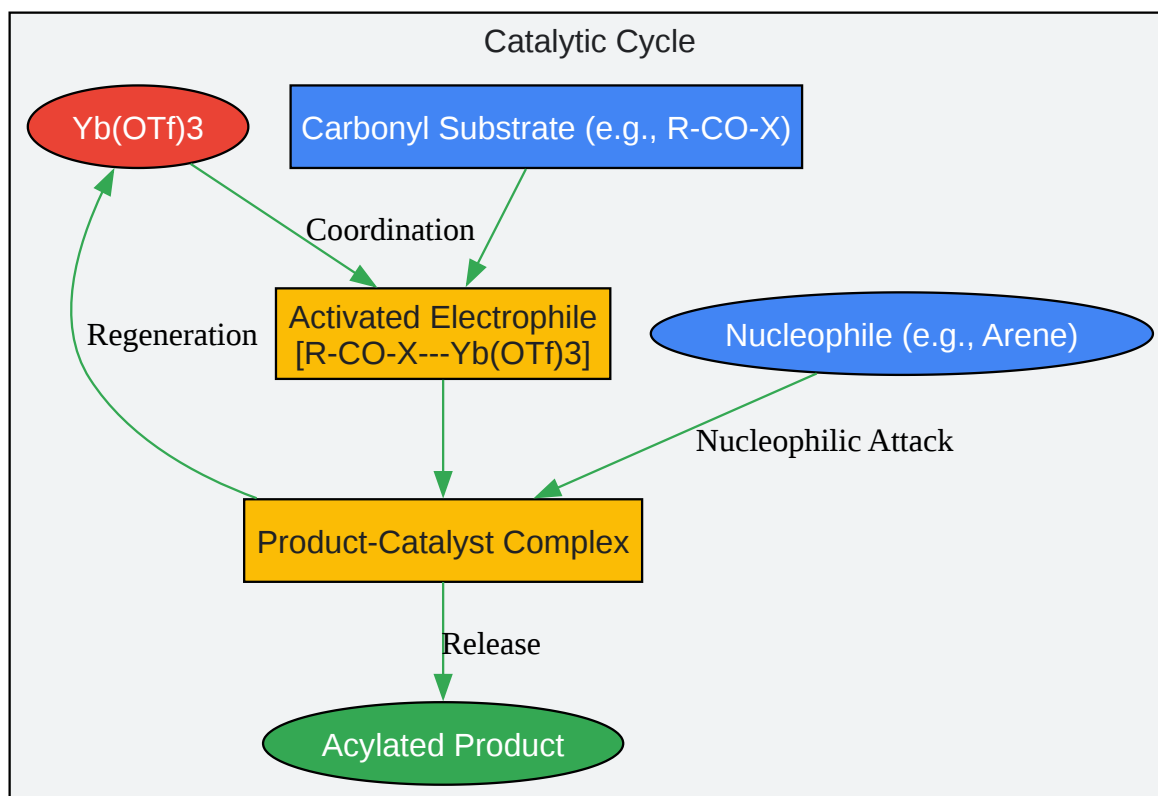 Catalytic Cycle
Yb(OTf)3
Carbonyl Substrate (e.g., R-CO-X)
Coordination
Activated Electrophile
[R-CO-X---Yb(OTf)3]
Regeneration
Nucleophile (e.g., Arene)
Nucleophilic Attack
Product-Catalyst Complex
Release
Acylated Product